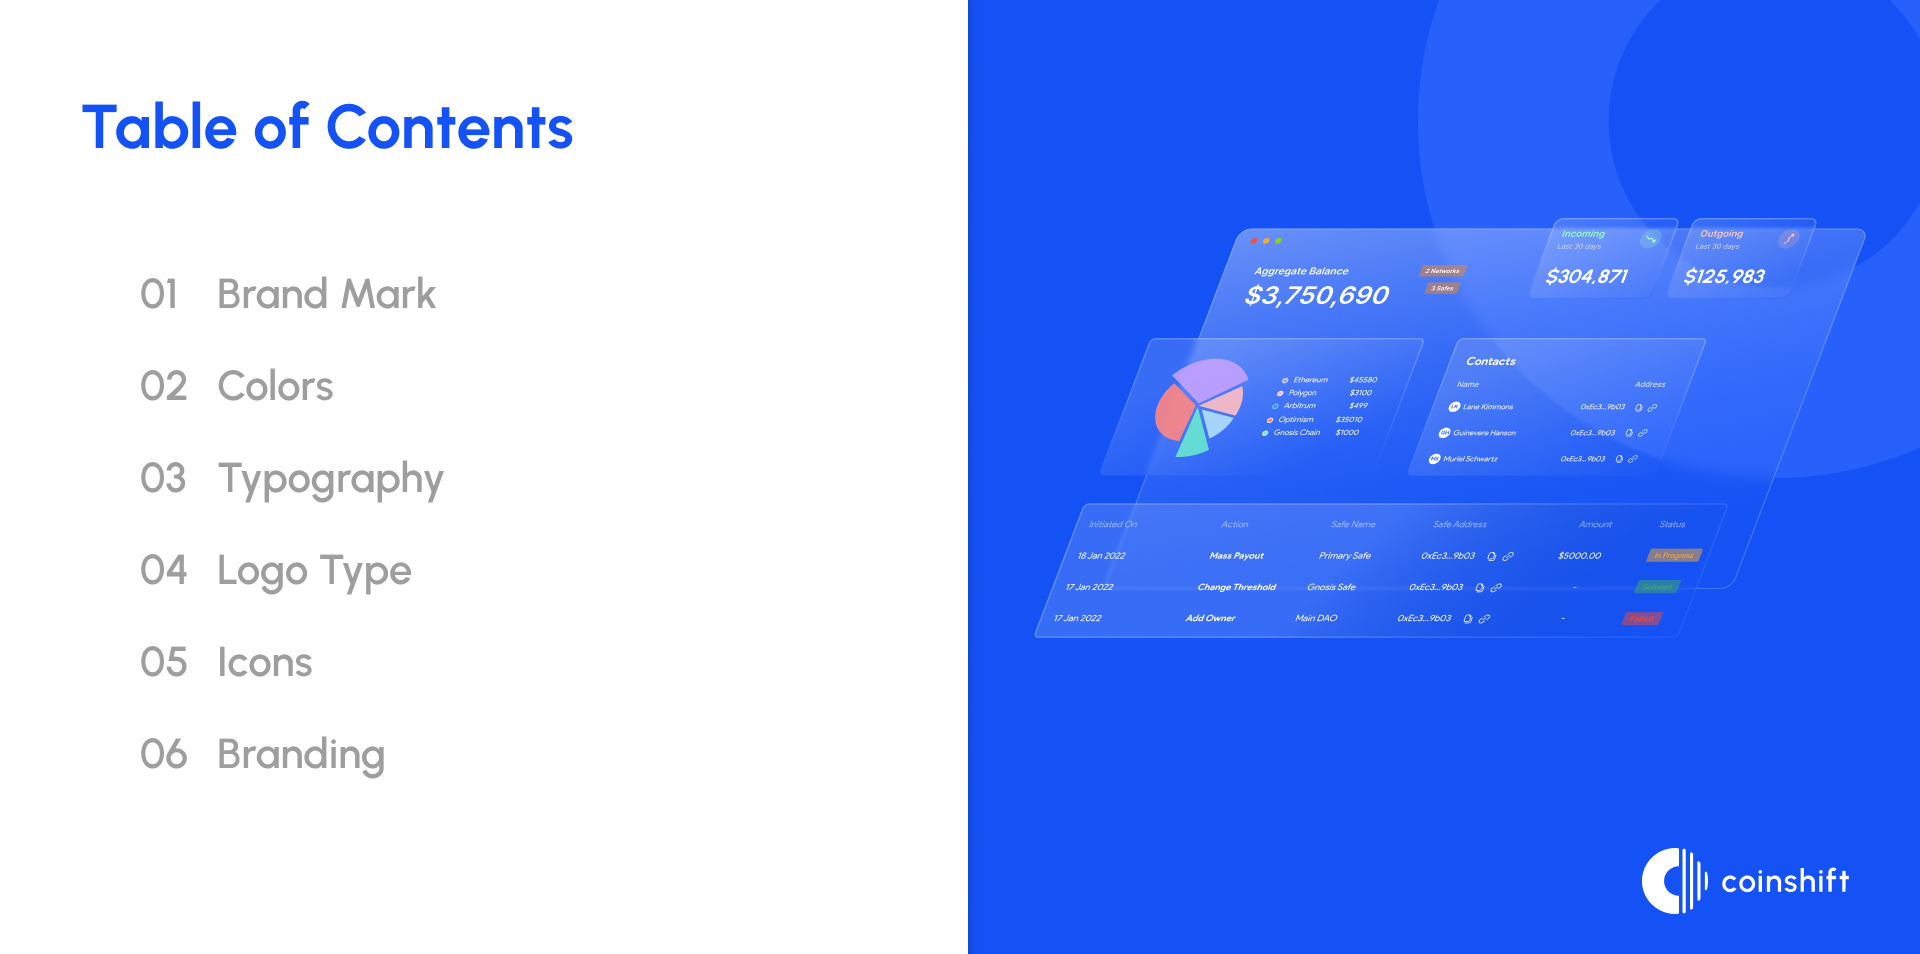 Table of Contents
01 Brand Mark
02 Colors
03 Typography
04 Logo Type
05 Icons
06 Branding
Incoming
Last 30 days
$304,871
Outgoing
Last 30 days
$125,983
Aggregate Balance
$3,750,690
2 Networks
3 Safes
Ethereum $45580
Polygon $3100
Arbitrum $499
Optimism $35010
Gnosis Chain $1000
Contacts
Name Address
LK Lane Kimmons 0xEc3...9b03
GH Guinevere Hanson 0xEc3...9b03
MS Muriel Schwartz 0xEc3...9b03
Initiated On Action Safe Name Safe Address Amount Status
18 Jan 2022 Mass Payout Primary Safe 0xEc3...9b03 $5000.00 In Progress
17 Jan 2022 Change Threshold Gnosis Safe 0xEc3...9b03 -
17 Jan 2022 Add Owner Main DAO 0xEc3...9b03 - Failed
coinshift